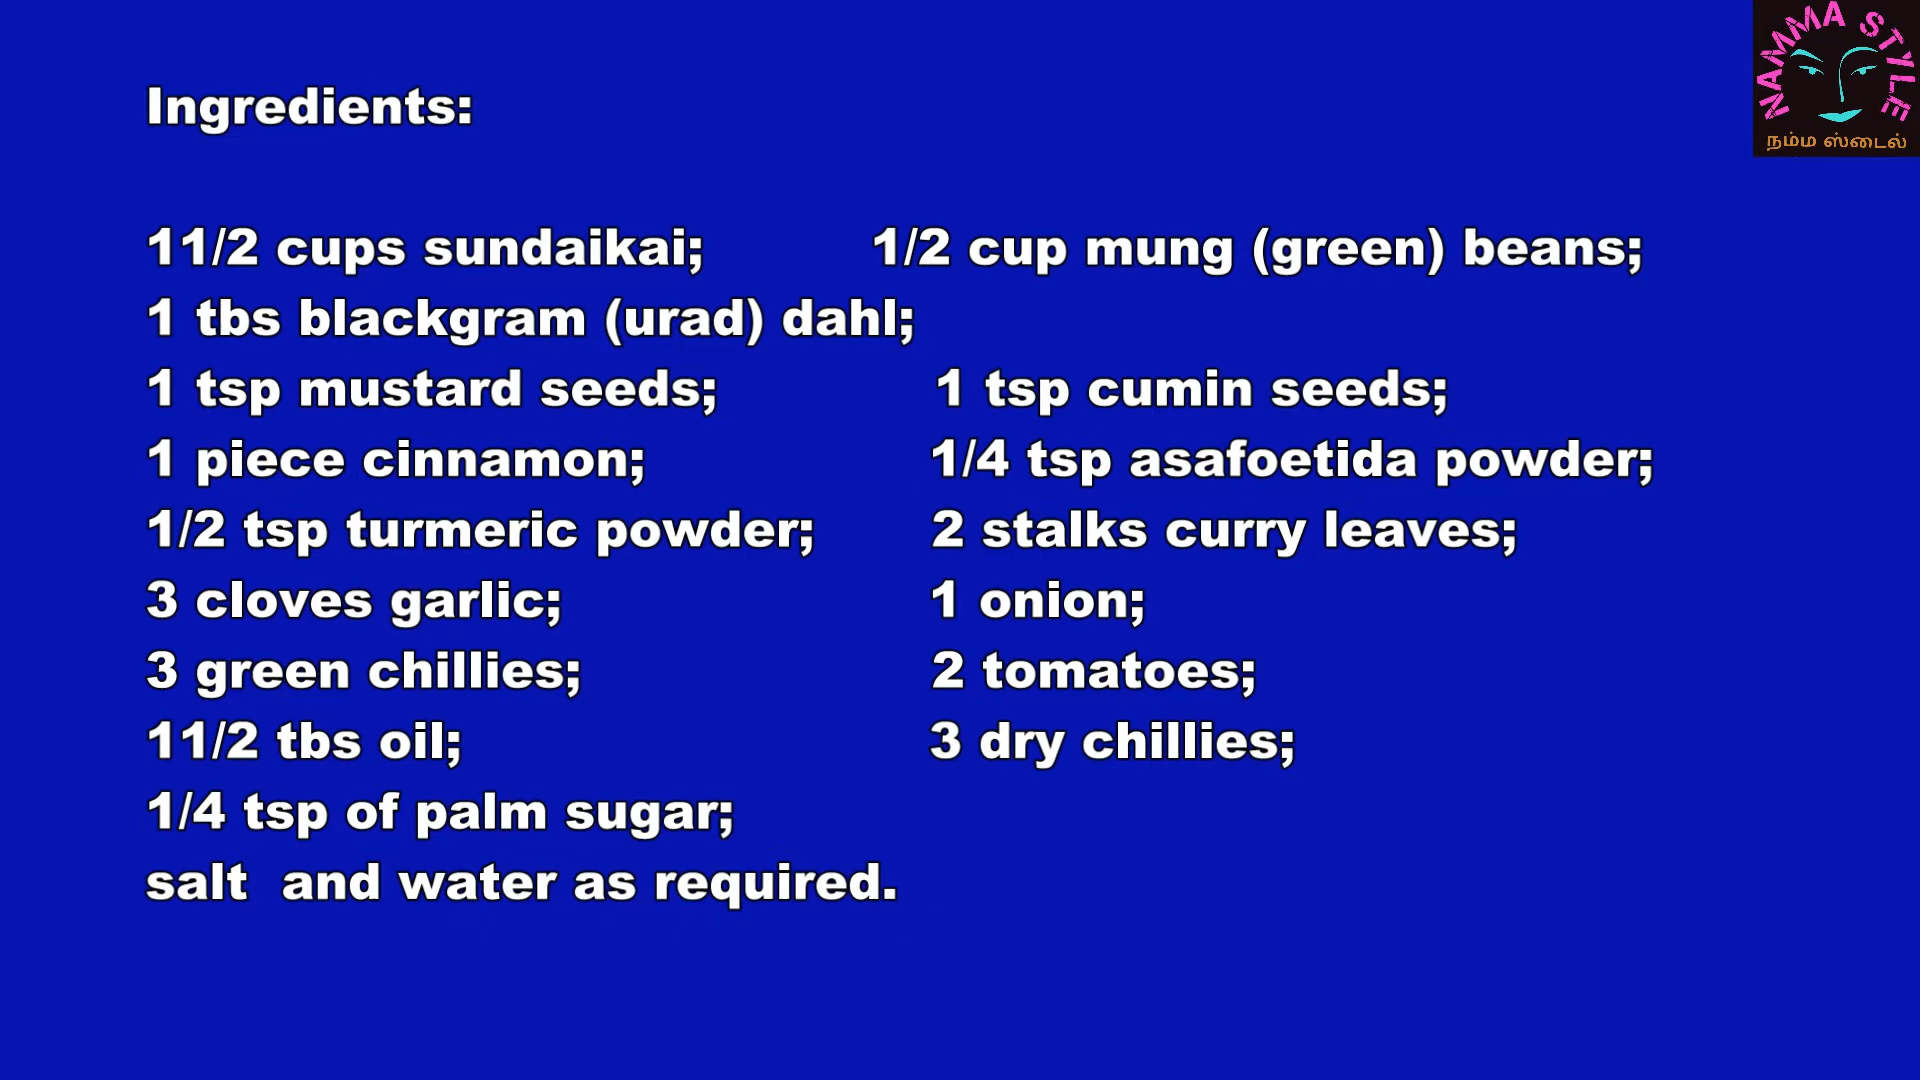 NAMMA STYLE
நம்ம ஸ்டைல்
Ingredients:
11/2 cups sundaikai; 1/2 cup mung (green) beans;
1 tbs blackgram (urad) dahl;
1 tsp mustard seeds; 1 tsp cumin seeds;
1 piece cinnamon; 1/4 tsp asafoetida powder;
1/2 tsp turmeric powder; 2 stalks curry leaves;
3 cloves garlic; 1 onion;
3 green chillies; 2 tomatoes;
11/2 tbs oil; 3 dry chillies;
1/4 tsp of palm sugar;
salt and water as required.